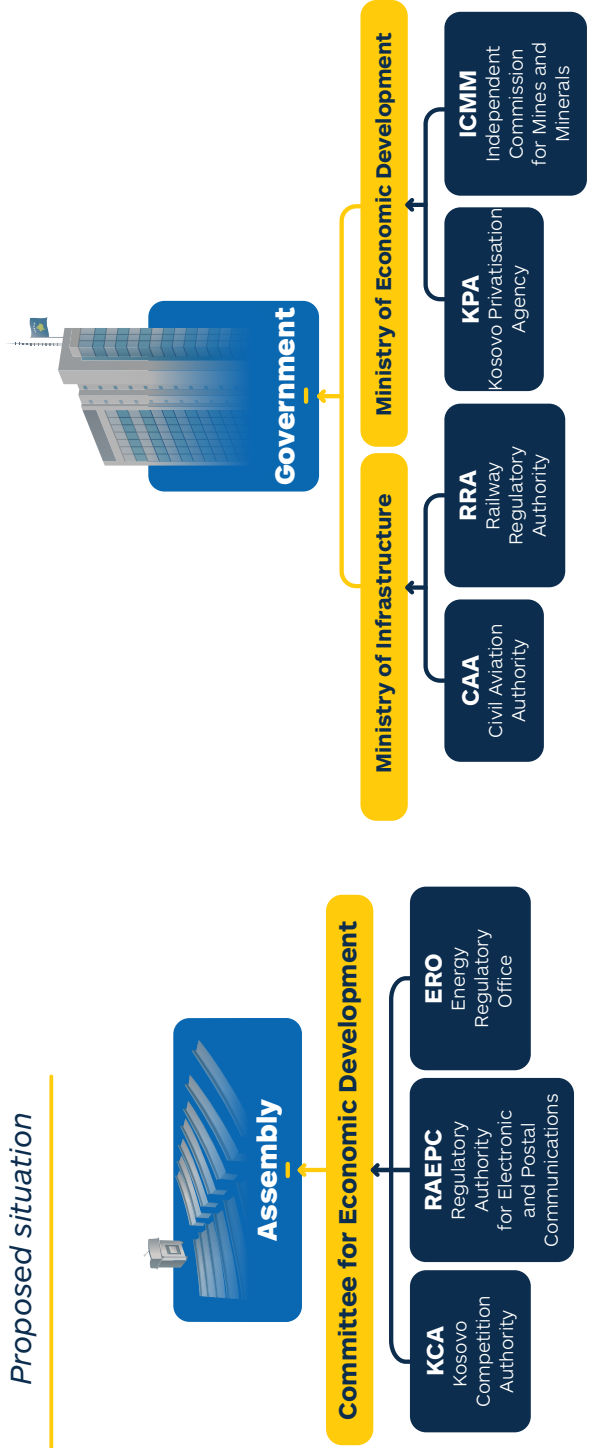 Proposed situation
Assembly
Committee for Economic Development
KCA
Kosovo
Competition
Authority
RAEPC
Regulatory
Authority
for Electronic
and Postal
Communications
ERO
Energy
Regulatory
Office
Government
Ministry of Infrastructure
Ministry of Economic Development
CAA
Civil Aviation
Authority
RRA
Railway
Regulatory
Authority
KPA
Kosovo Privatisation
Agency
ICMM
Independent
Commission
for Mines and
Minerals